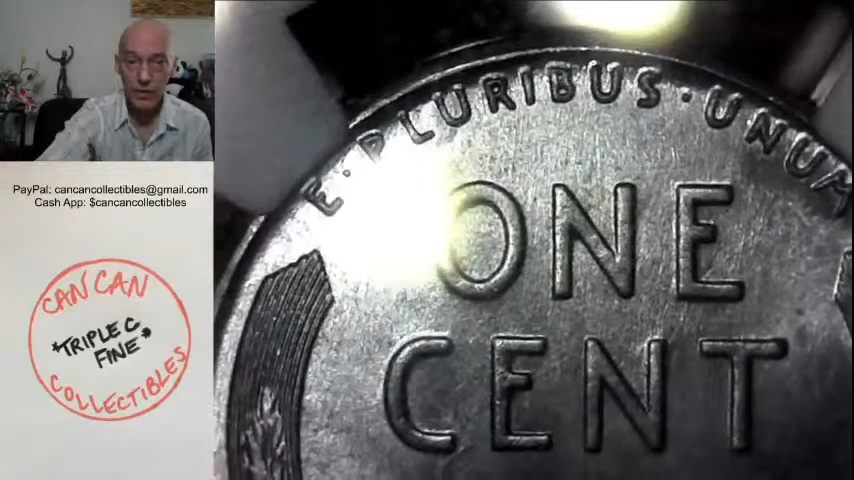 PayPal: cancancollectibles@gmail.com
Cash App: $cancancollectibles
CAN CAN
*TRIPLE C
FINE*
COLLECTIBLES
E · PLURIBUS · UNUM
ONE
CENT